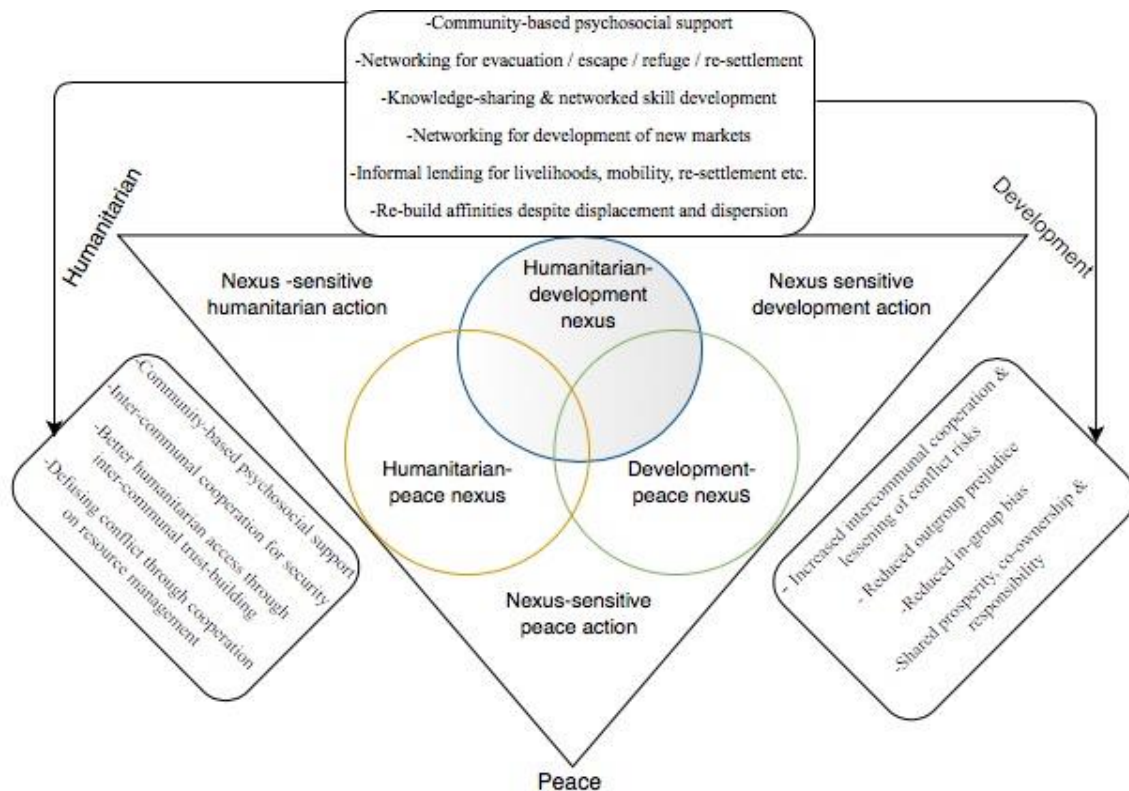 -Community-based psychosocial support
-Networking for evacuation / escape / refuge / re-settlement
-Knowledge-sharing & networked skill development
-Networking for development of new markets
-Informal lending for livelihoods, mobility, re-settlement etc.
-Re-build affinities despite displacement and dispersion
Humanitarian
Development
Nexus -sensitive
humanitarian action
Humanitarian-
development
nexus
Nexus sensitive
development action
Humanitarian-
peace nexus
Development-
peace nexus
Nexus-sensitive
peace action
Peace
-Community-based psychosocial support
-Inter-communal cooperation for security
-Better humanitarian access through
inter-communal trust-building
-Defusing conflict through cooperation
on resource management
- Increased intercommunal cooperation &
lessening of conflict risks
- Reduced outgroup prejudice
-Reduced in-group bias
-Shared prosperity, co-ownership &
responsibility